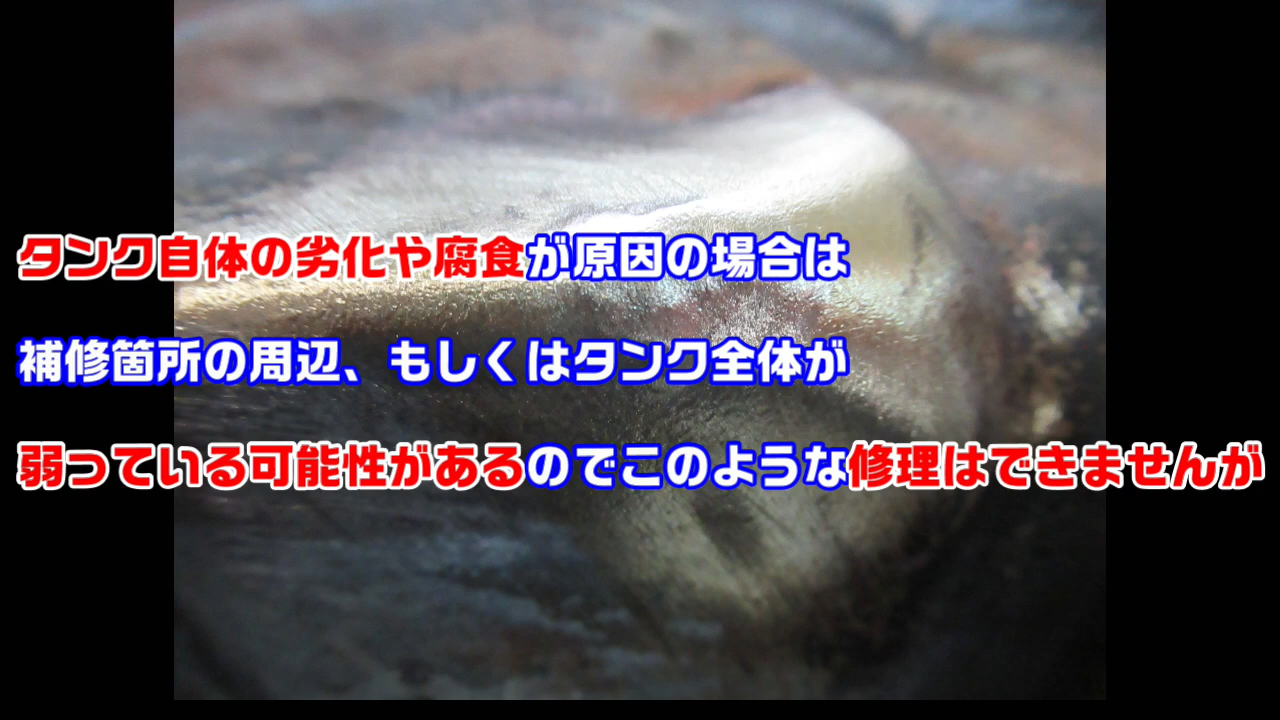 タンク自体の劣化や腐食が原因の場合は
補修箇所の周辺、もしくはタンク全体が
弱っている可能性があるのでこのような修理はできませんが